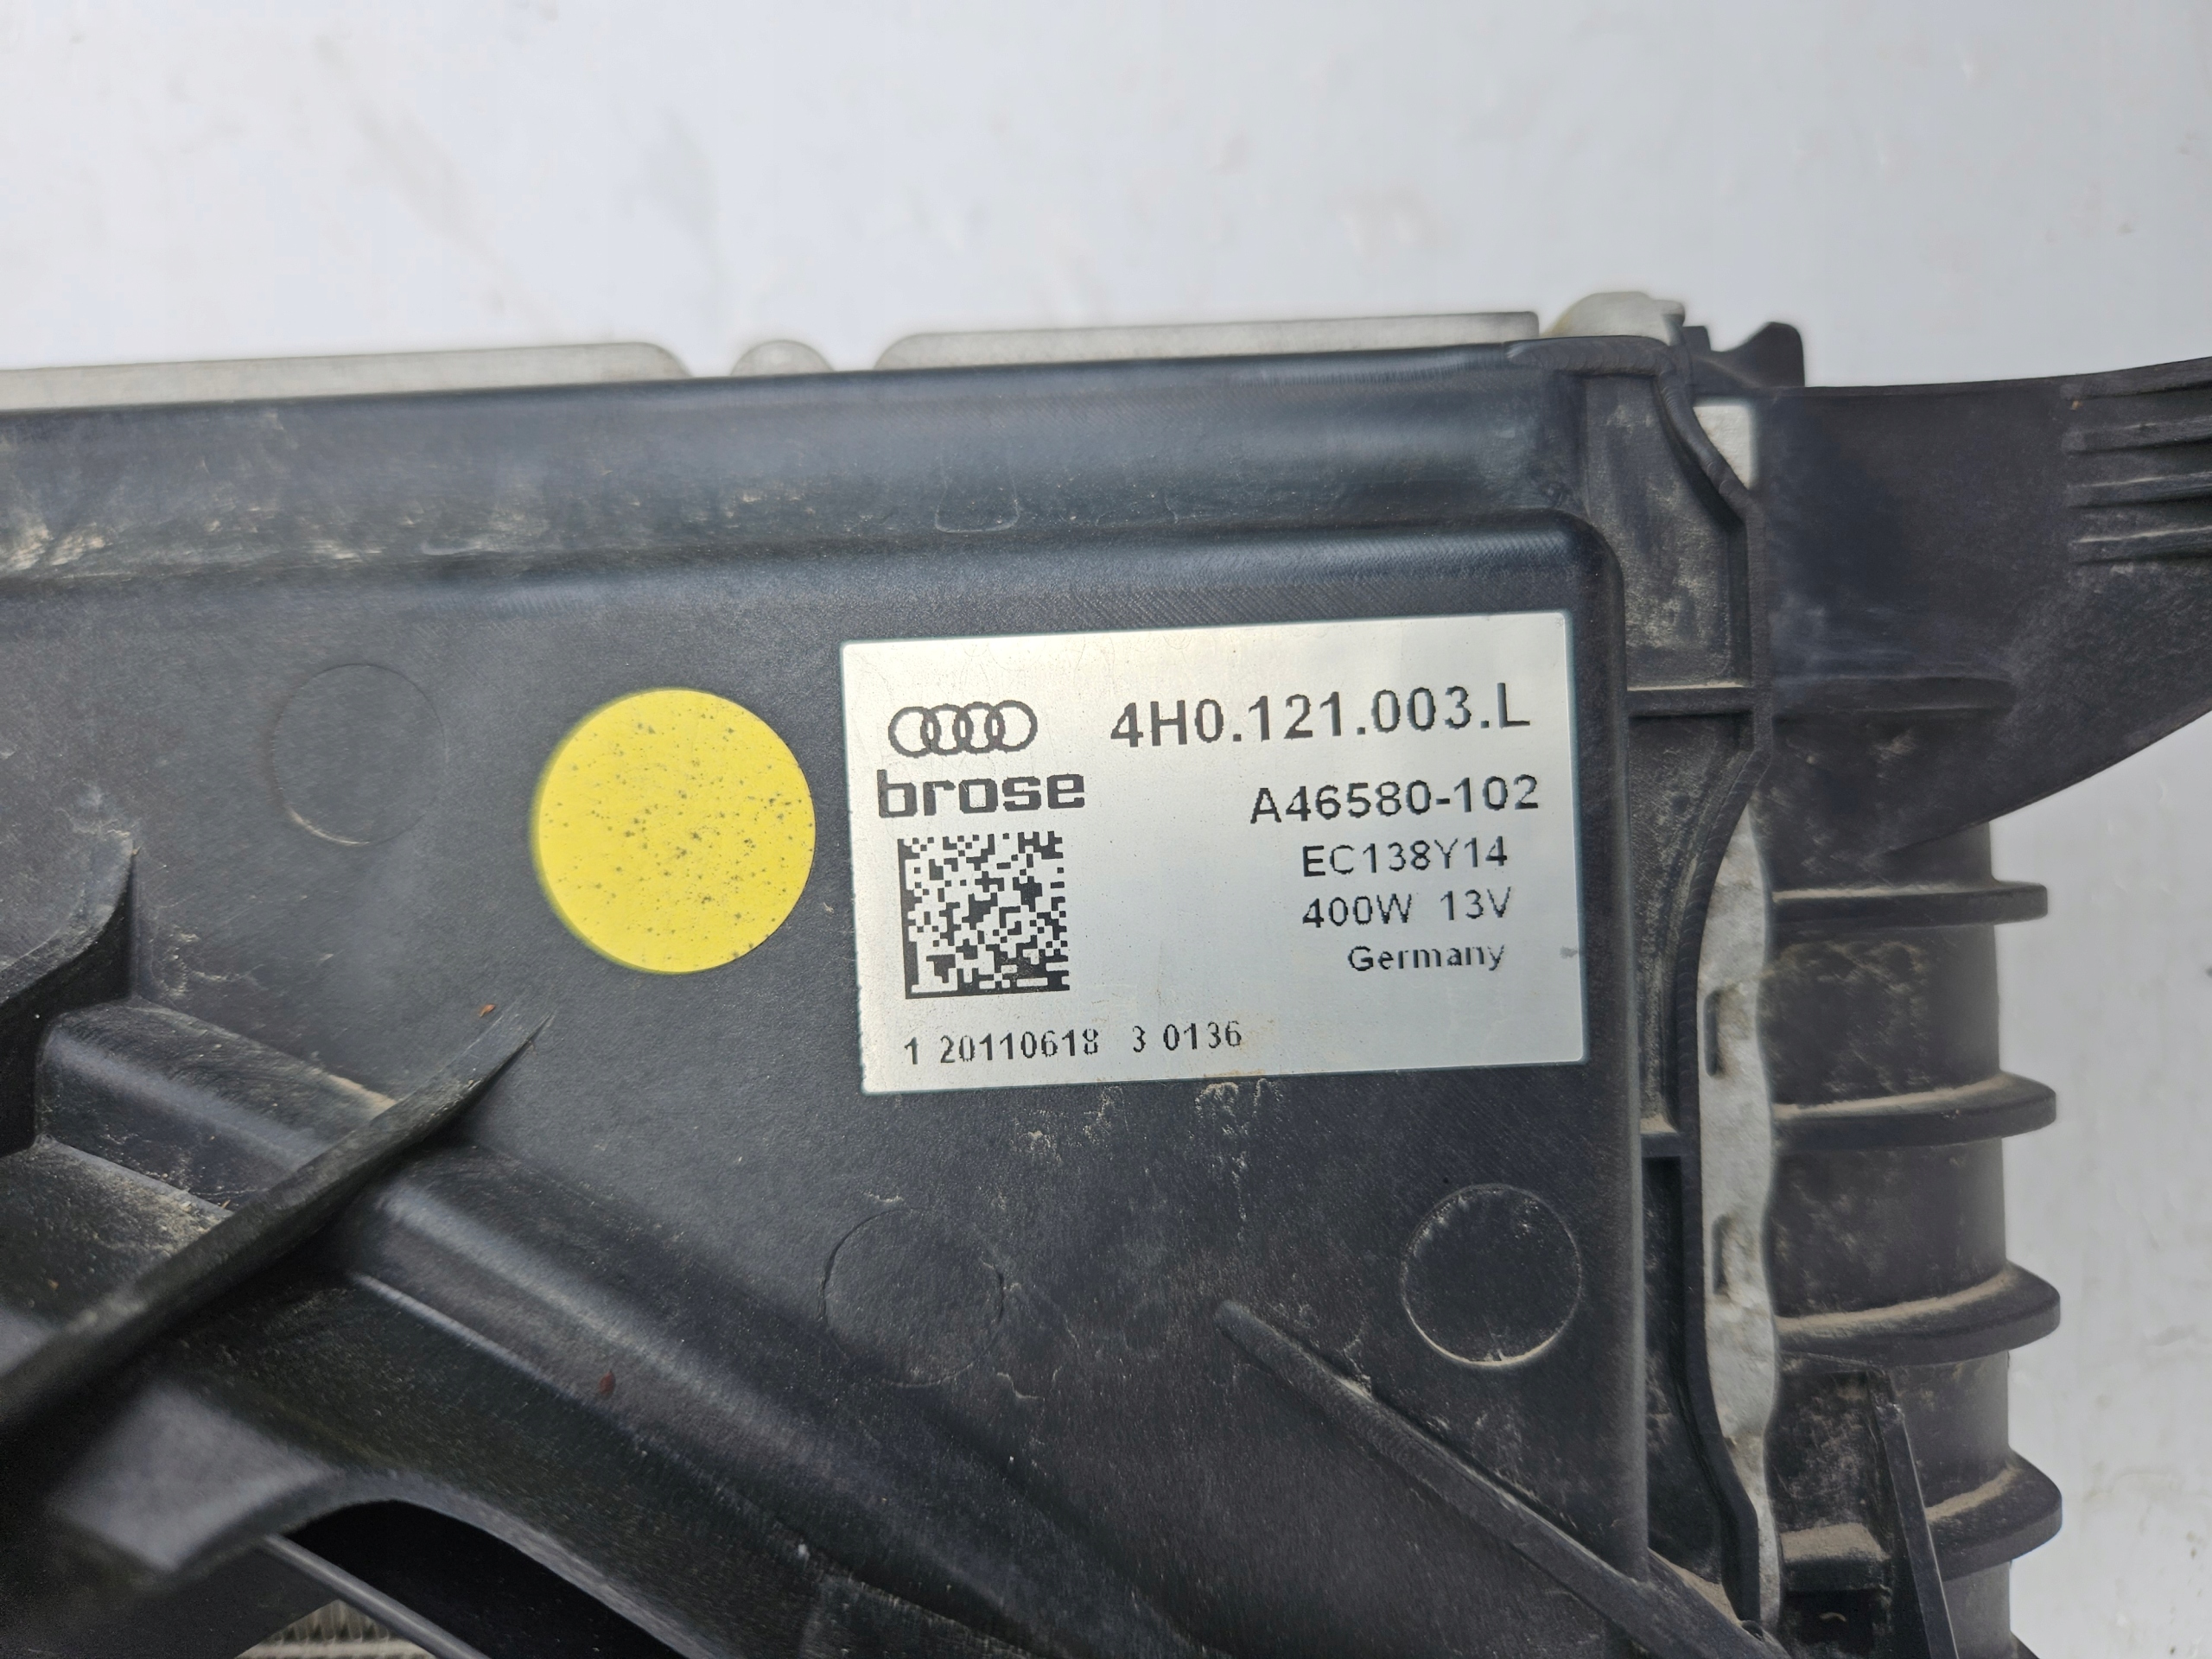 4H0.121.003.L
brose
A46580-102
EC138Y14
400W 13V
Germany
1 20110618 3 0136